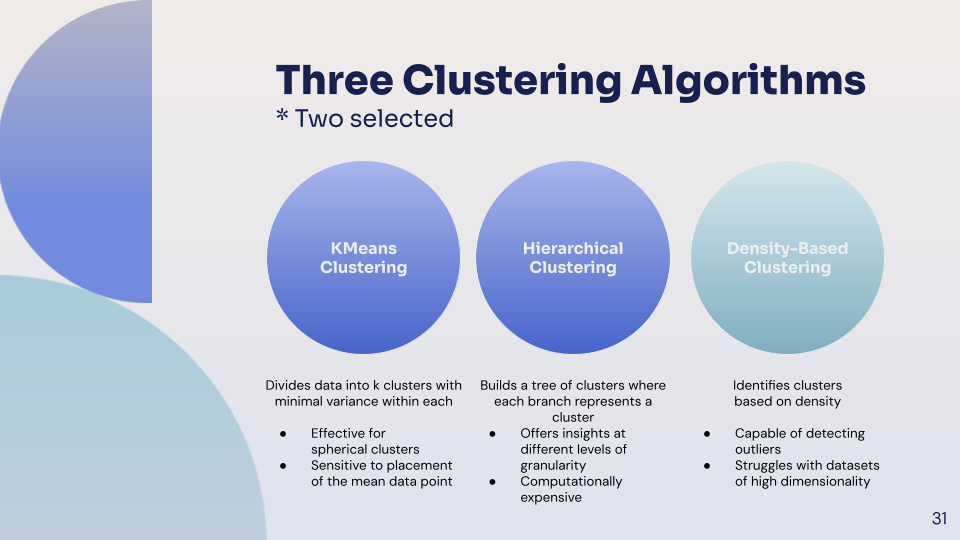 Three Clustering Algorithms
* Two selected
KMeans
Clustering
Hierarchical
Clustering
Density-Based
Clustering
Divides data into k clusters with
minimal variance within each
● Effective for
spherical clusters
● Sensitive to placement
of the mean data point
Builds a tree of clusters where
each branch represents a
cluster
● Offers insights at
different levels of
granularity
● Computationally
expensive
Identifies clusters
based on density
● Capable of detecting
outliers
● Struggles with datasets
of high dimensionality
31